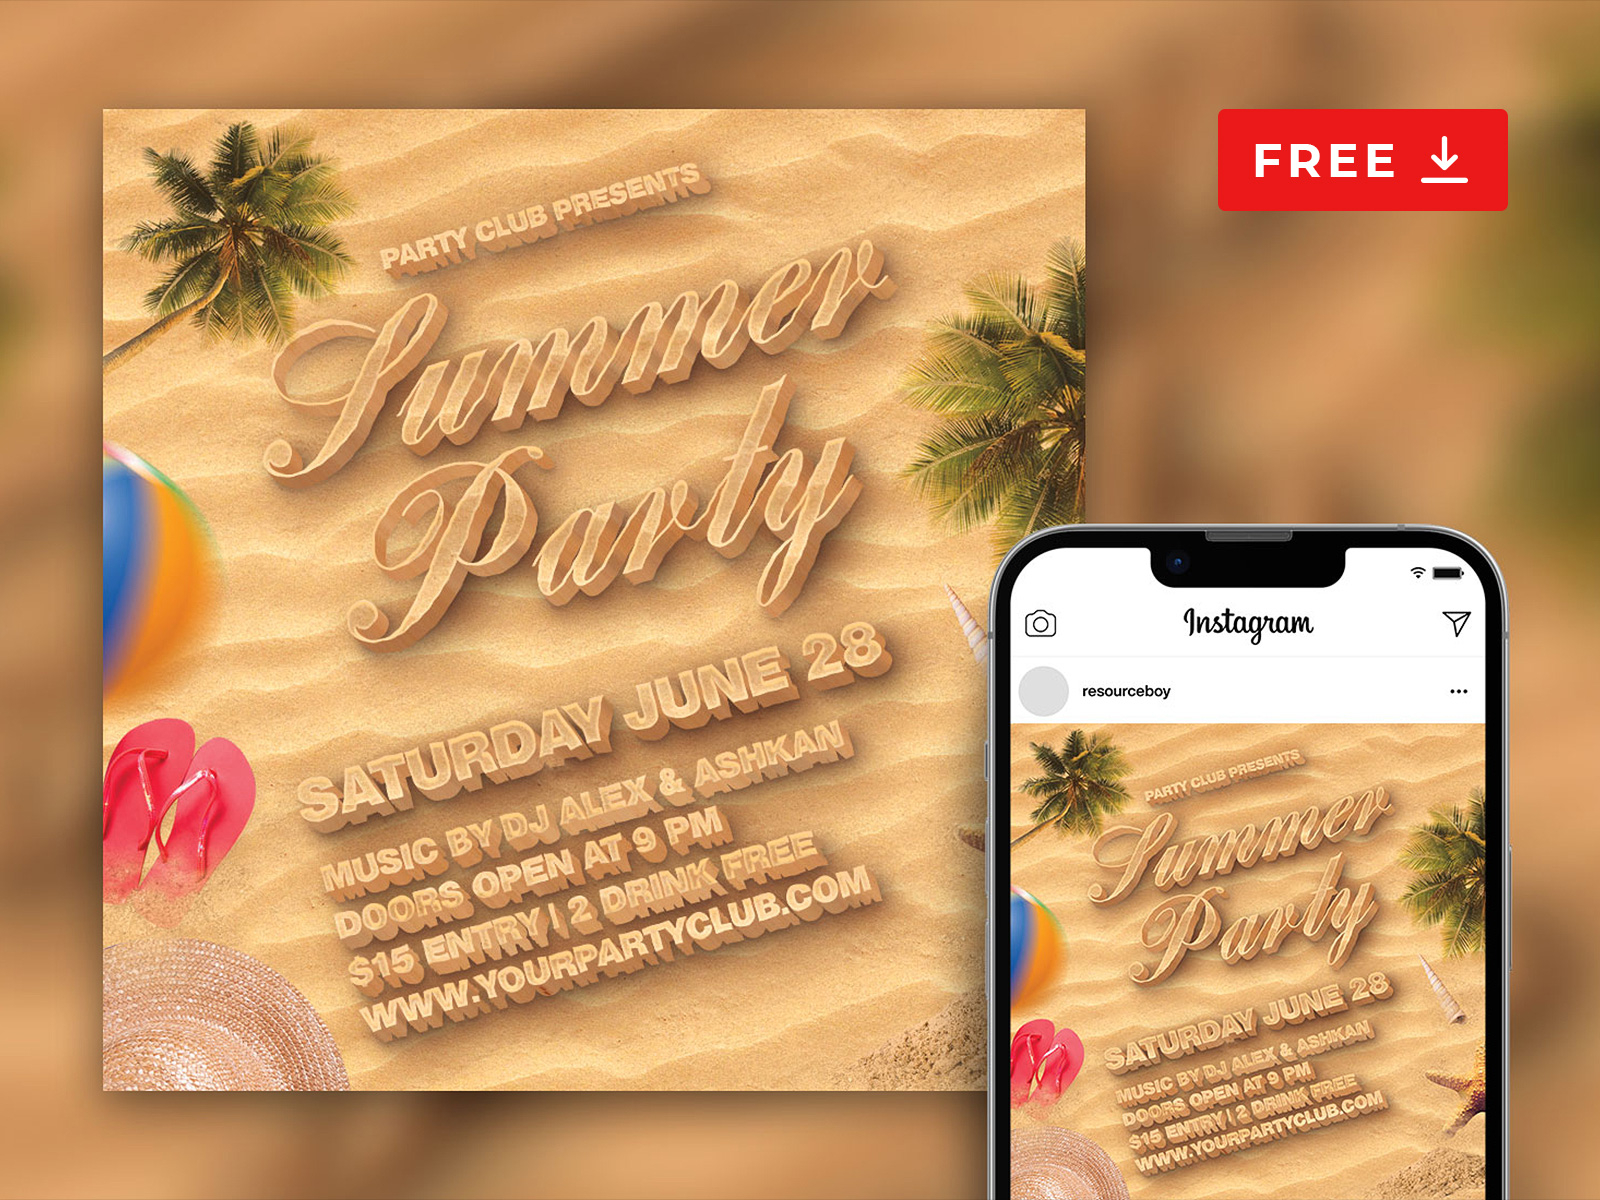 PARTY CLUB PRESENTS
Summer
Party
SATURDAY JUNE 28
MUSIC BY DJ ALEX & ASHKAN
DOORS OPEN AT 9 PM
$15 ENTRY | 2 DRINK FREE
WWW.YOURPARTYCLUB.COM
FREE
Instagram
resourceboy
PARTY CLUB PRESENTS
Summer
Party
SATURDAY JUNE 28
MUSIC BY DJ ALEX & ASHKAN
DOORS OPEN AT 9 PM
$15 ENTRY | 2 DRINK FREE
WWW.YOURPARTYCLUB.COM